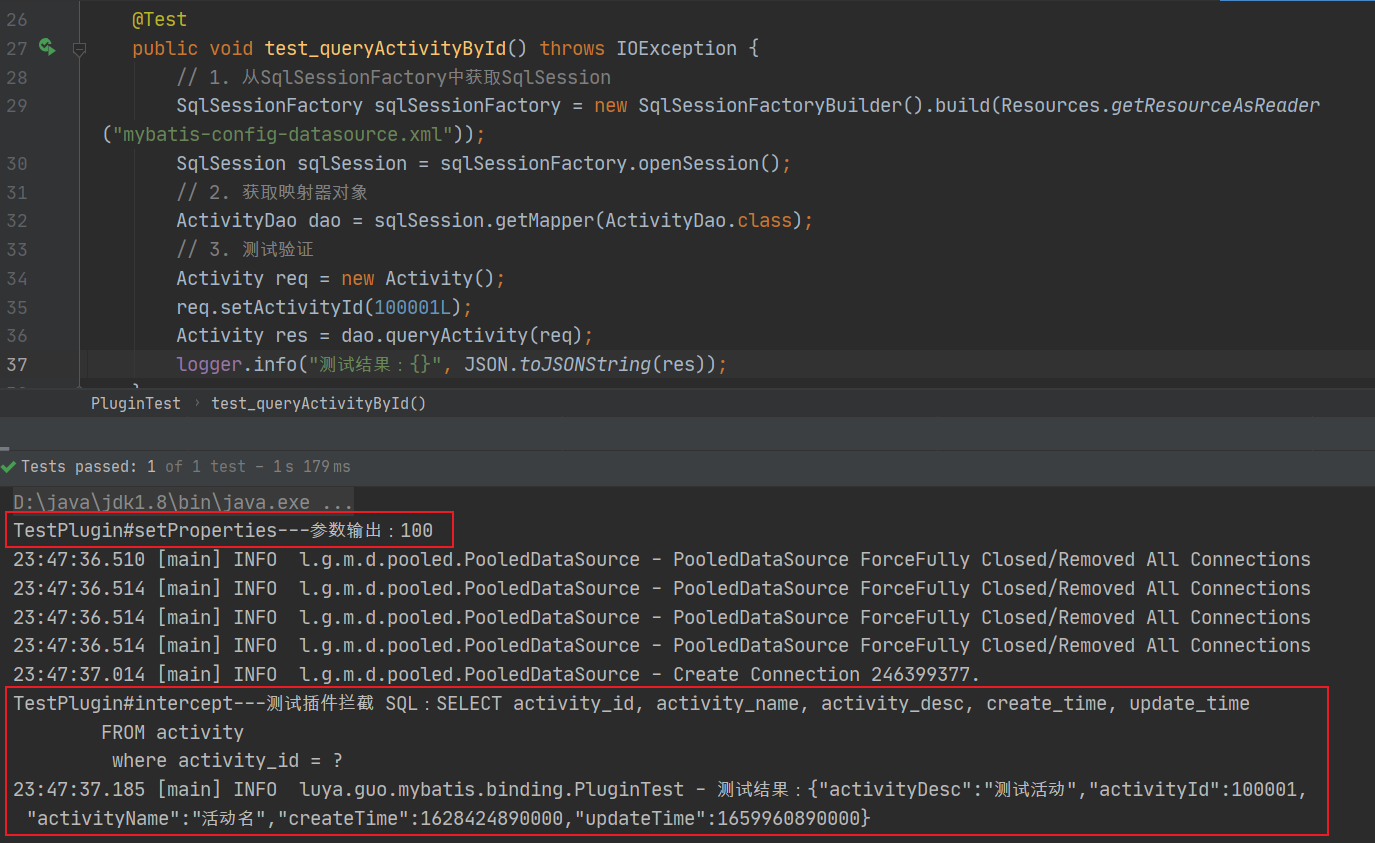 26 @Test
27 public void test_queryActivityById() throws IOException {
28 // 1. 从SqlSessionFactory中获取SqlSession
29 SqlSessionFactory sqlSessionFactory = new SqlSessionFactoryBuilder().build(Resources.getResourceAsReader
("mybatis-config-datasource.xml"));
30 SqlSession sqlSession = sqlSessionFactory.openSession();
31 // 2. 获取映射器对象
32 ActivityDao dao = sqlSession.getMapper(ActivityDao.class);
33 // 3. 测试验证
34 Activity req = new Activity();
35 req.setActivityId(100001L);
36 Activity res = dao.queryActivity(req);
37 logger.info("测试结果：{}", JSON.toJSONString(res));
PluginTest › test_queryActivityById()
Tests passed: 1 of 1 test – 1 s 179 ms
D:\java\jdk1.8\bin\java.exe ...
TestPlugin#setProperties---参数输出：100
23:47:36.510 [main] INFO  l.g.m.d.pooled.PooledDataSource - PooledDataSource ForceFully Closed/Removed All Connections
23:47:36.514 [main] INFO  l.g.m.d.pooled.PooledDataSource - PooledDataSource ForceFully Closed/Removed All Connections
23:47:36.514 [main] INFO  l.g.m.d.pooled.PooledDataSource - PooledDataSource ForceFully Closed/Removed All Connections
23:47:36.514 [main] INFO  l.g.m.d.pooled.PooledDataSource - PooledDataSource ForceFully Closed/Removed All Connections
23:47:37.014 [main] INFO  l.g.m.d.pooled.PooledDataSource - Create Connection 246399377.
TestPlugin#intercept---测试插件拦截 SQL：SELECT activity_id, activity_name, activity_desc, create_time, update_time
FROM activity
where activity_id = ?
23:47:37.185 [main] INFO  luya.guo.mybatis.binding.PluginTest - 测试结果：{"activityDesc":"测试活动","activityId":100001,
"activityName":"活动名","createTime":1628424890000,"updateTime":1659960890000}